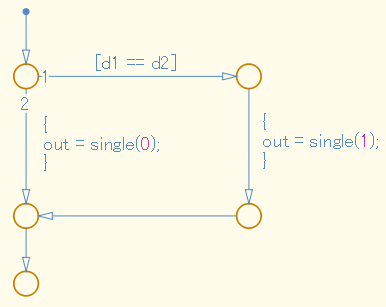 [d1 == d2]
1
2
{
out = single(0);
}
{
out = single(1);
}